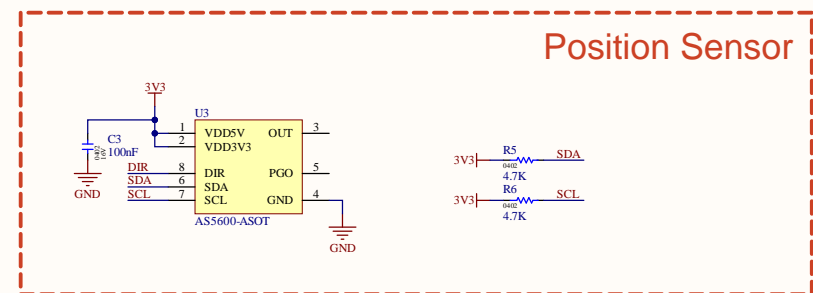 Position Sensor
3V3
U3
1 VDD5V OUT 3
2 VDD3V3
C3
0402
16V
100nF
DIR 8 DIR PGO 5
SDA 6 SDA
SCL 7 SCL GND 4
GND
AS5600-ASOT
GND
R5
3V3 SDA
0402
4.7K
R6
3V3 SCL
0402
4.7K